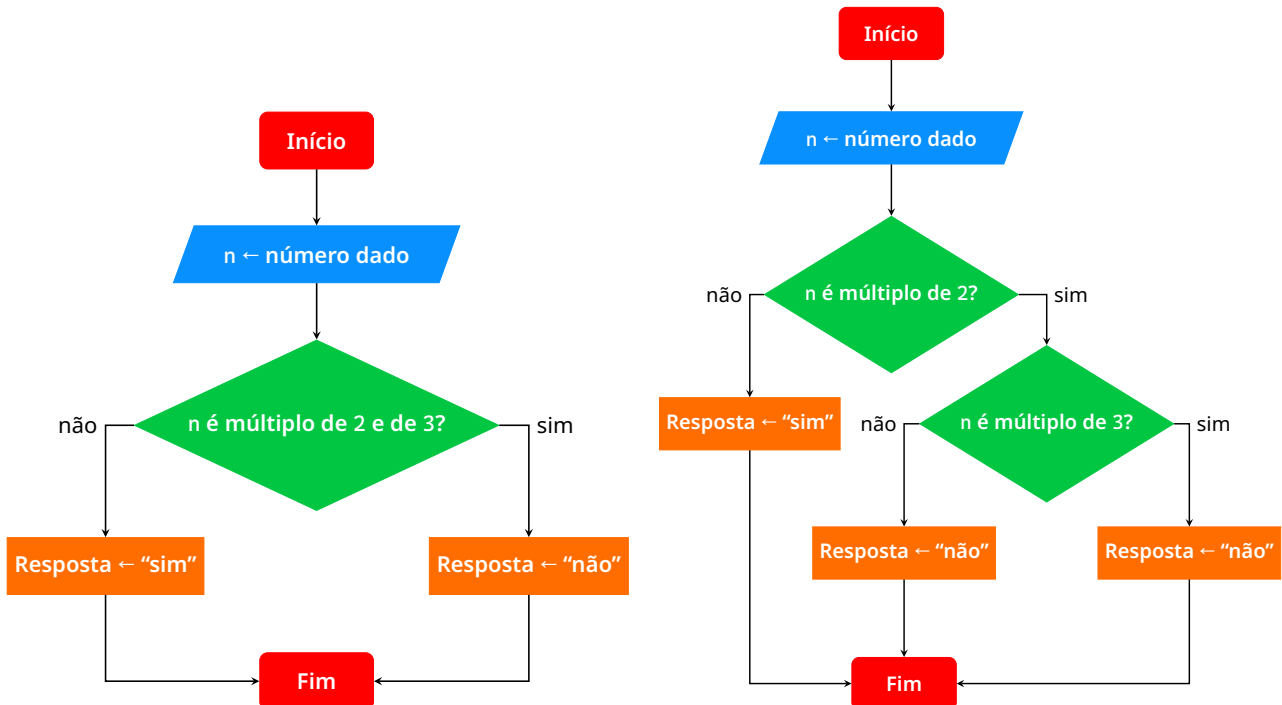 Início
n ← número dado
n é múltiplo de 2 e de 3?
não
sim
Resposta ← “sim”
Resposta ← “não”
Fim
Início
n ← número dado
n é múltiplo de 2?
não
sim
Resposta ← “sim”
n é múltiplo de 3?
não
sim
Resposta ← “não”
Resposta ← “não”
Fim